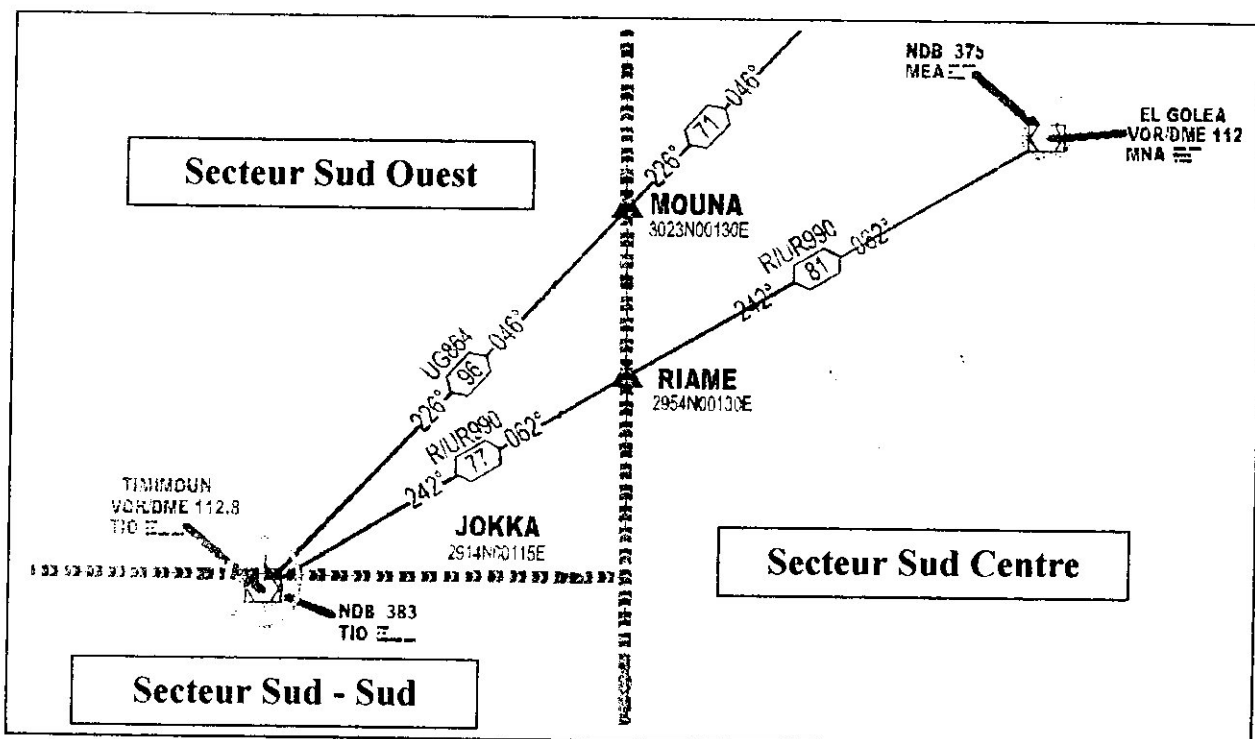 Secteur Sud Ouest
NDB 375
MEA
EL GOLEA
VOR/DME 112
MNA
226° 71 046°
MOUNA
3023N00130E
R/UR990
242° 81 062°
UG864
226° 96 046°
RIAME
2954N00130E
R/UR990
242° 77 062°
TIMIMOUN
VOR/DME 112.8
TIO
JOKKA
2914N00115E
NDB 383
TIO
Secteur Sud Centre
Secteur Sud - Sud